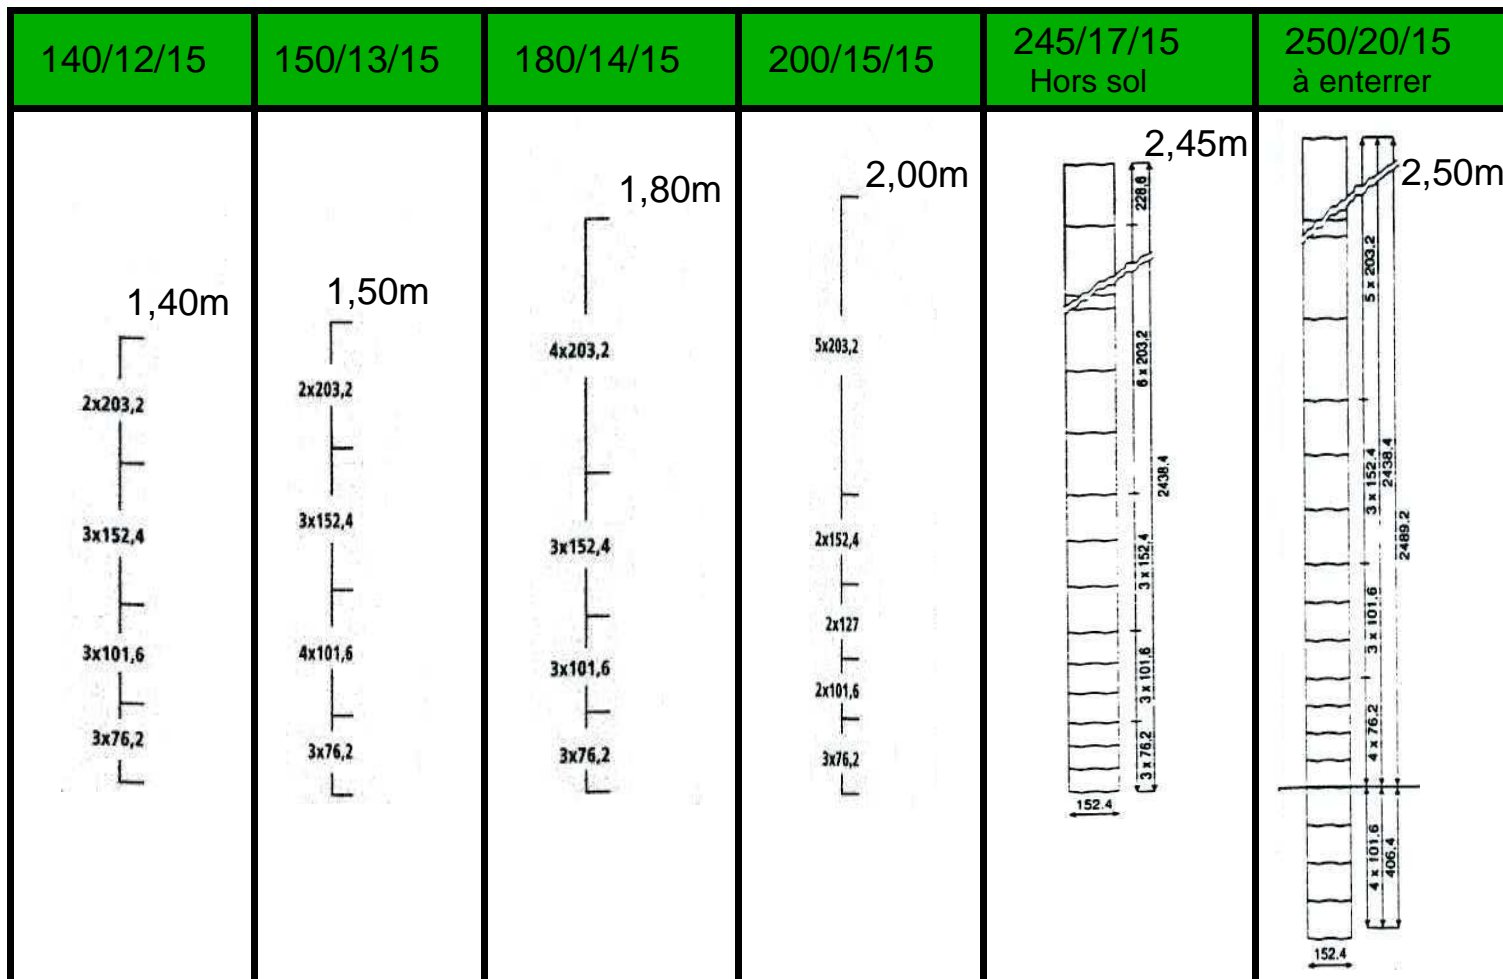 140/12/15
150/13/15
180/14/15
200/15/15
245/17/15
Hors sol
250/20/15
à enterrer
1,40m
2x203,2
3x152,4
3x101,6
3x76,2
1,50m
2x203,2
3x152,4
4x101,6
3x76,2
1,80m
4x203,2
3x152,4
3x101,6
3x76,2
2,00m
5x203,2
2x152,4
2x127
2x101,6
3x76,2
2,45m
228,6
6 x 203,2
3 x 152,4
3 x 101,6
3 x 76,2
2438.4
152.4
2,50m
5 x 203.2
3 x 152.4
3 x 101.6
4 x 76.2
2438.4
2489.2
4 x 101.6
406.4
152.4